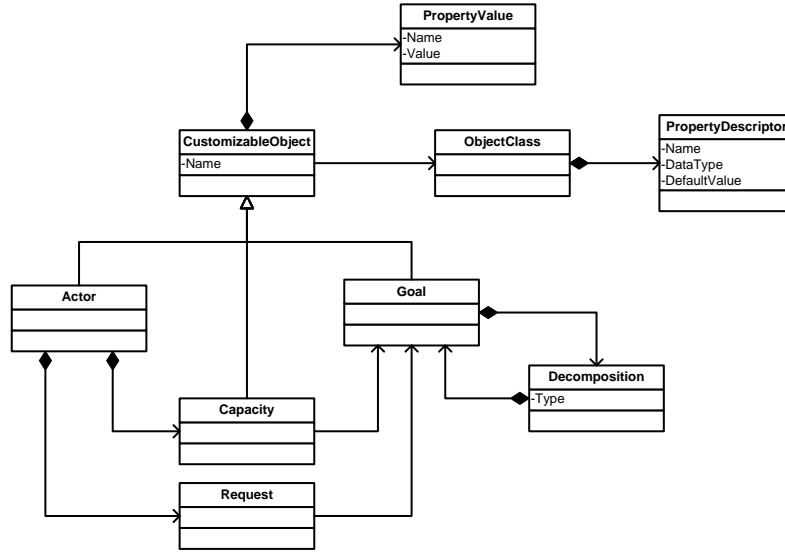 PropertyValue
-Name
-Value
CustomizableObject
-Name
ObjectClass
PropertyDescriptor
-Name
-DataType
-DefaultValue
Actor
Goal
Decomposition
-Type
Capacity
Request